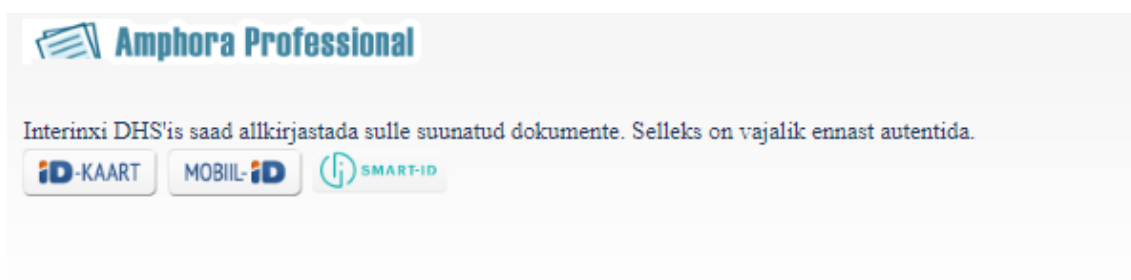 Amphora Professional
Interinxi DHS'is saad allkirjastada sulle suunatud dokumente. Selleks on vajalik ennast autentida.
iD-KAART MOBIIL-iD SMART-ID